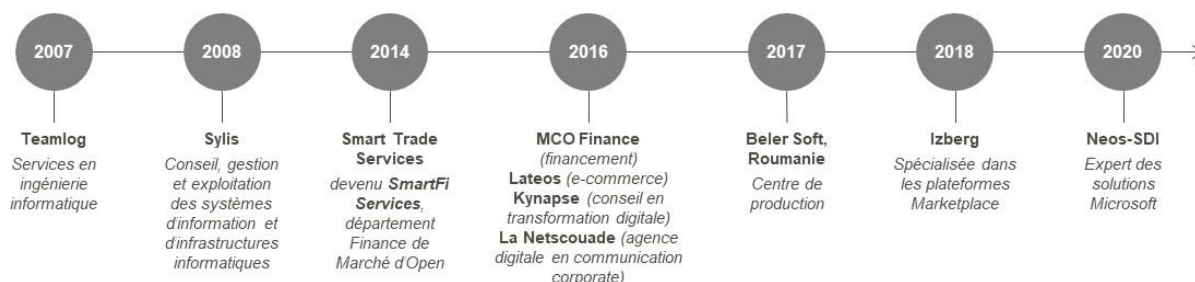 2007
2008
2014
2016
2017
2018
2020
Teamlog
Services en
ingénierie
informatique
Sylis
Conseil, gestion
et exploitation
des systèmes
d'information et
d'infrastructures
informatiques
Smart Trade
Services
devenu SmartFi
Services,
département
Finance de
Marché d'Open
MCO Finance
(financement)
Lateos (e-commerce)
Kynapse (conseil en
transformation digitale)
La Netscouade (agence
digitale en communication
corporate)
Beler Soft,
Roumanie
Centre de
production
Izberg
Spécialisée dans
les plateformes
Marketplace
Neos-SDI
Expert des
solutions
Microsoft